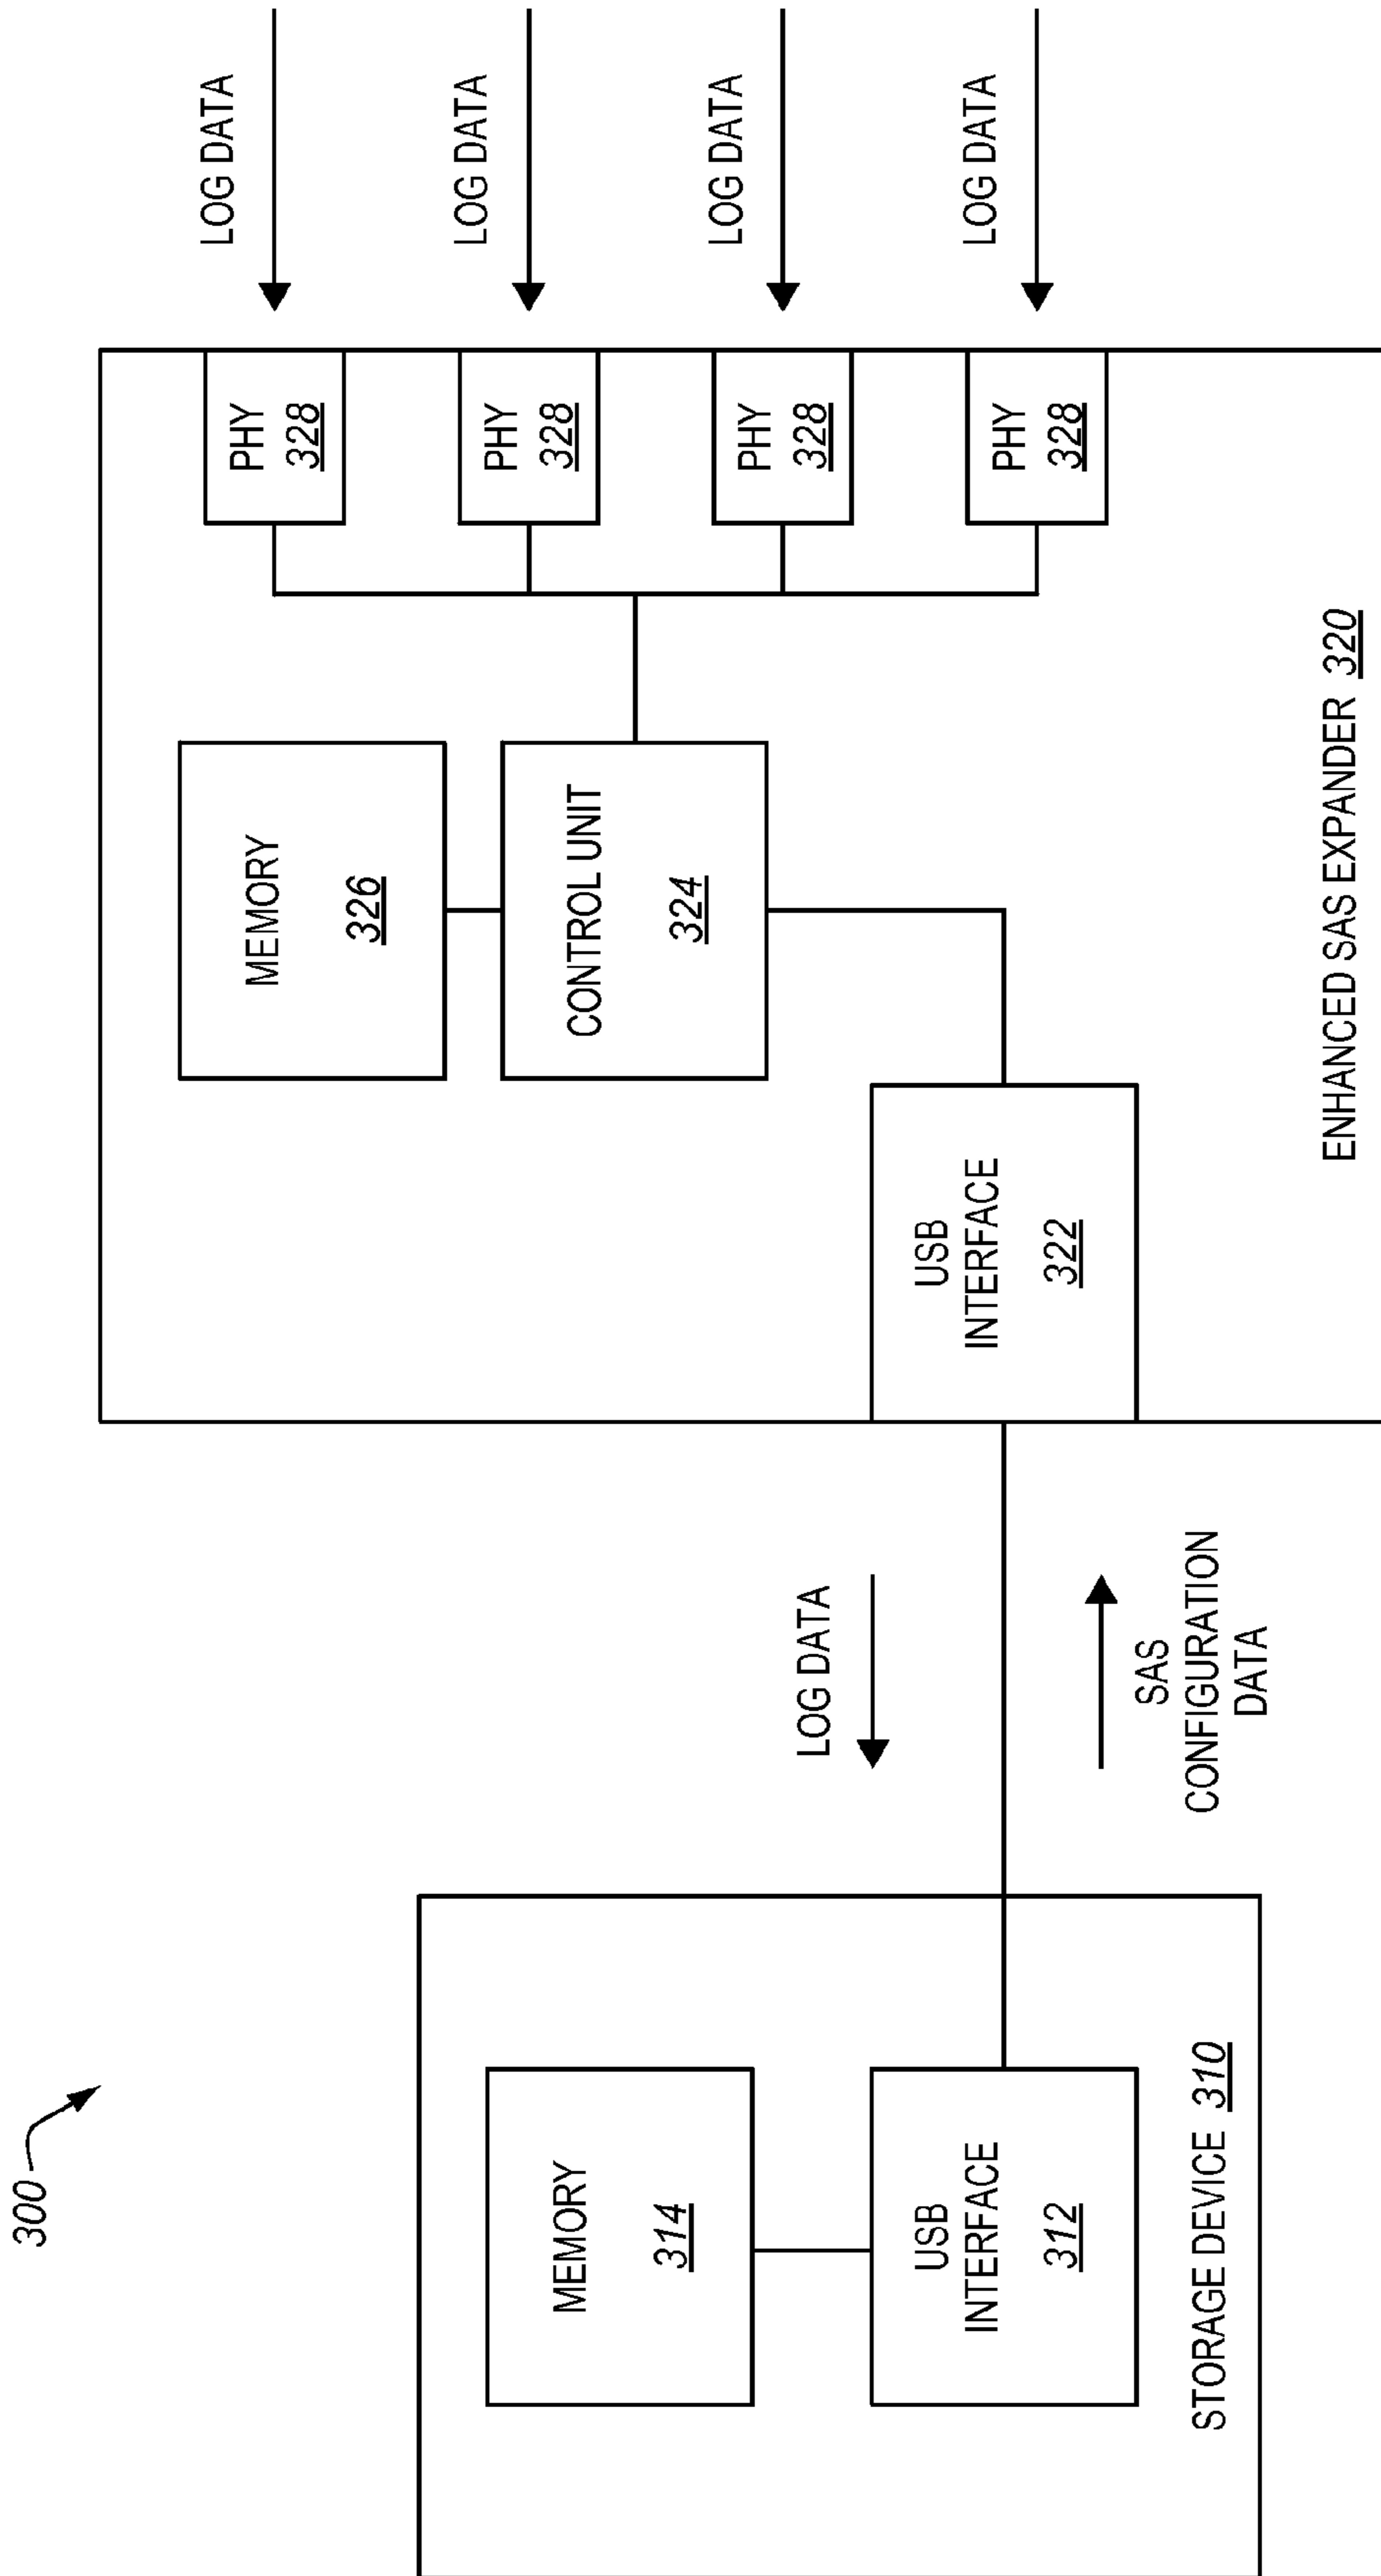 300
LOG DATA
LOG DATA
LOG DATA
LOG DATA
PHY
328
PHY
328
PHY
328
PHY
328
MEMORY
326
CONTROL UNIT
324
USB
INTERFACE
322
ENHANCED SAS EXPANDER 320
LOG DATA
SAS
CONFIGURATION
DATA
MEMORY
314
USB
INTERFACE
312
STORAGE DEVICE 310